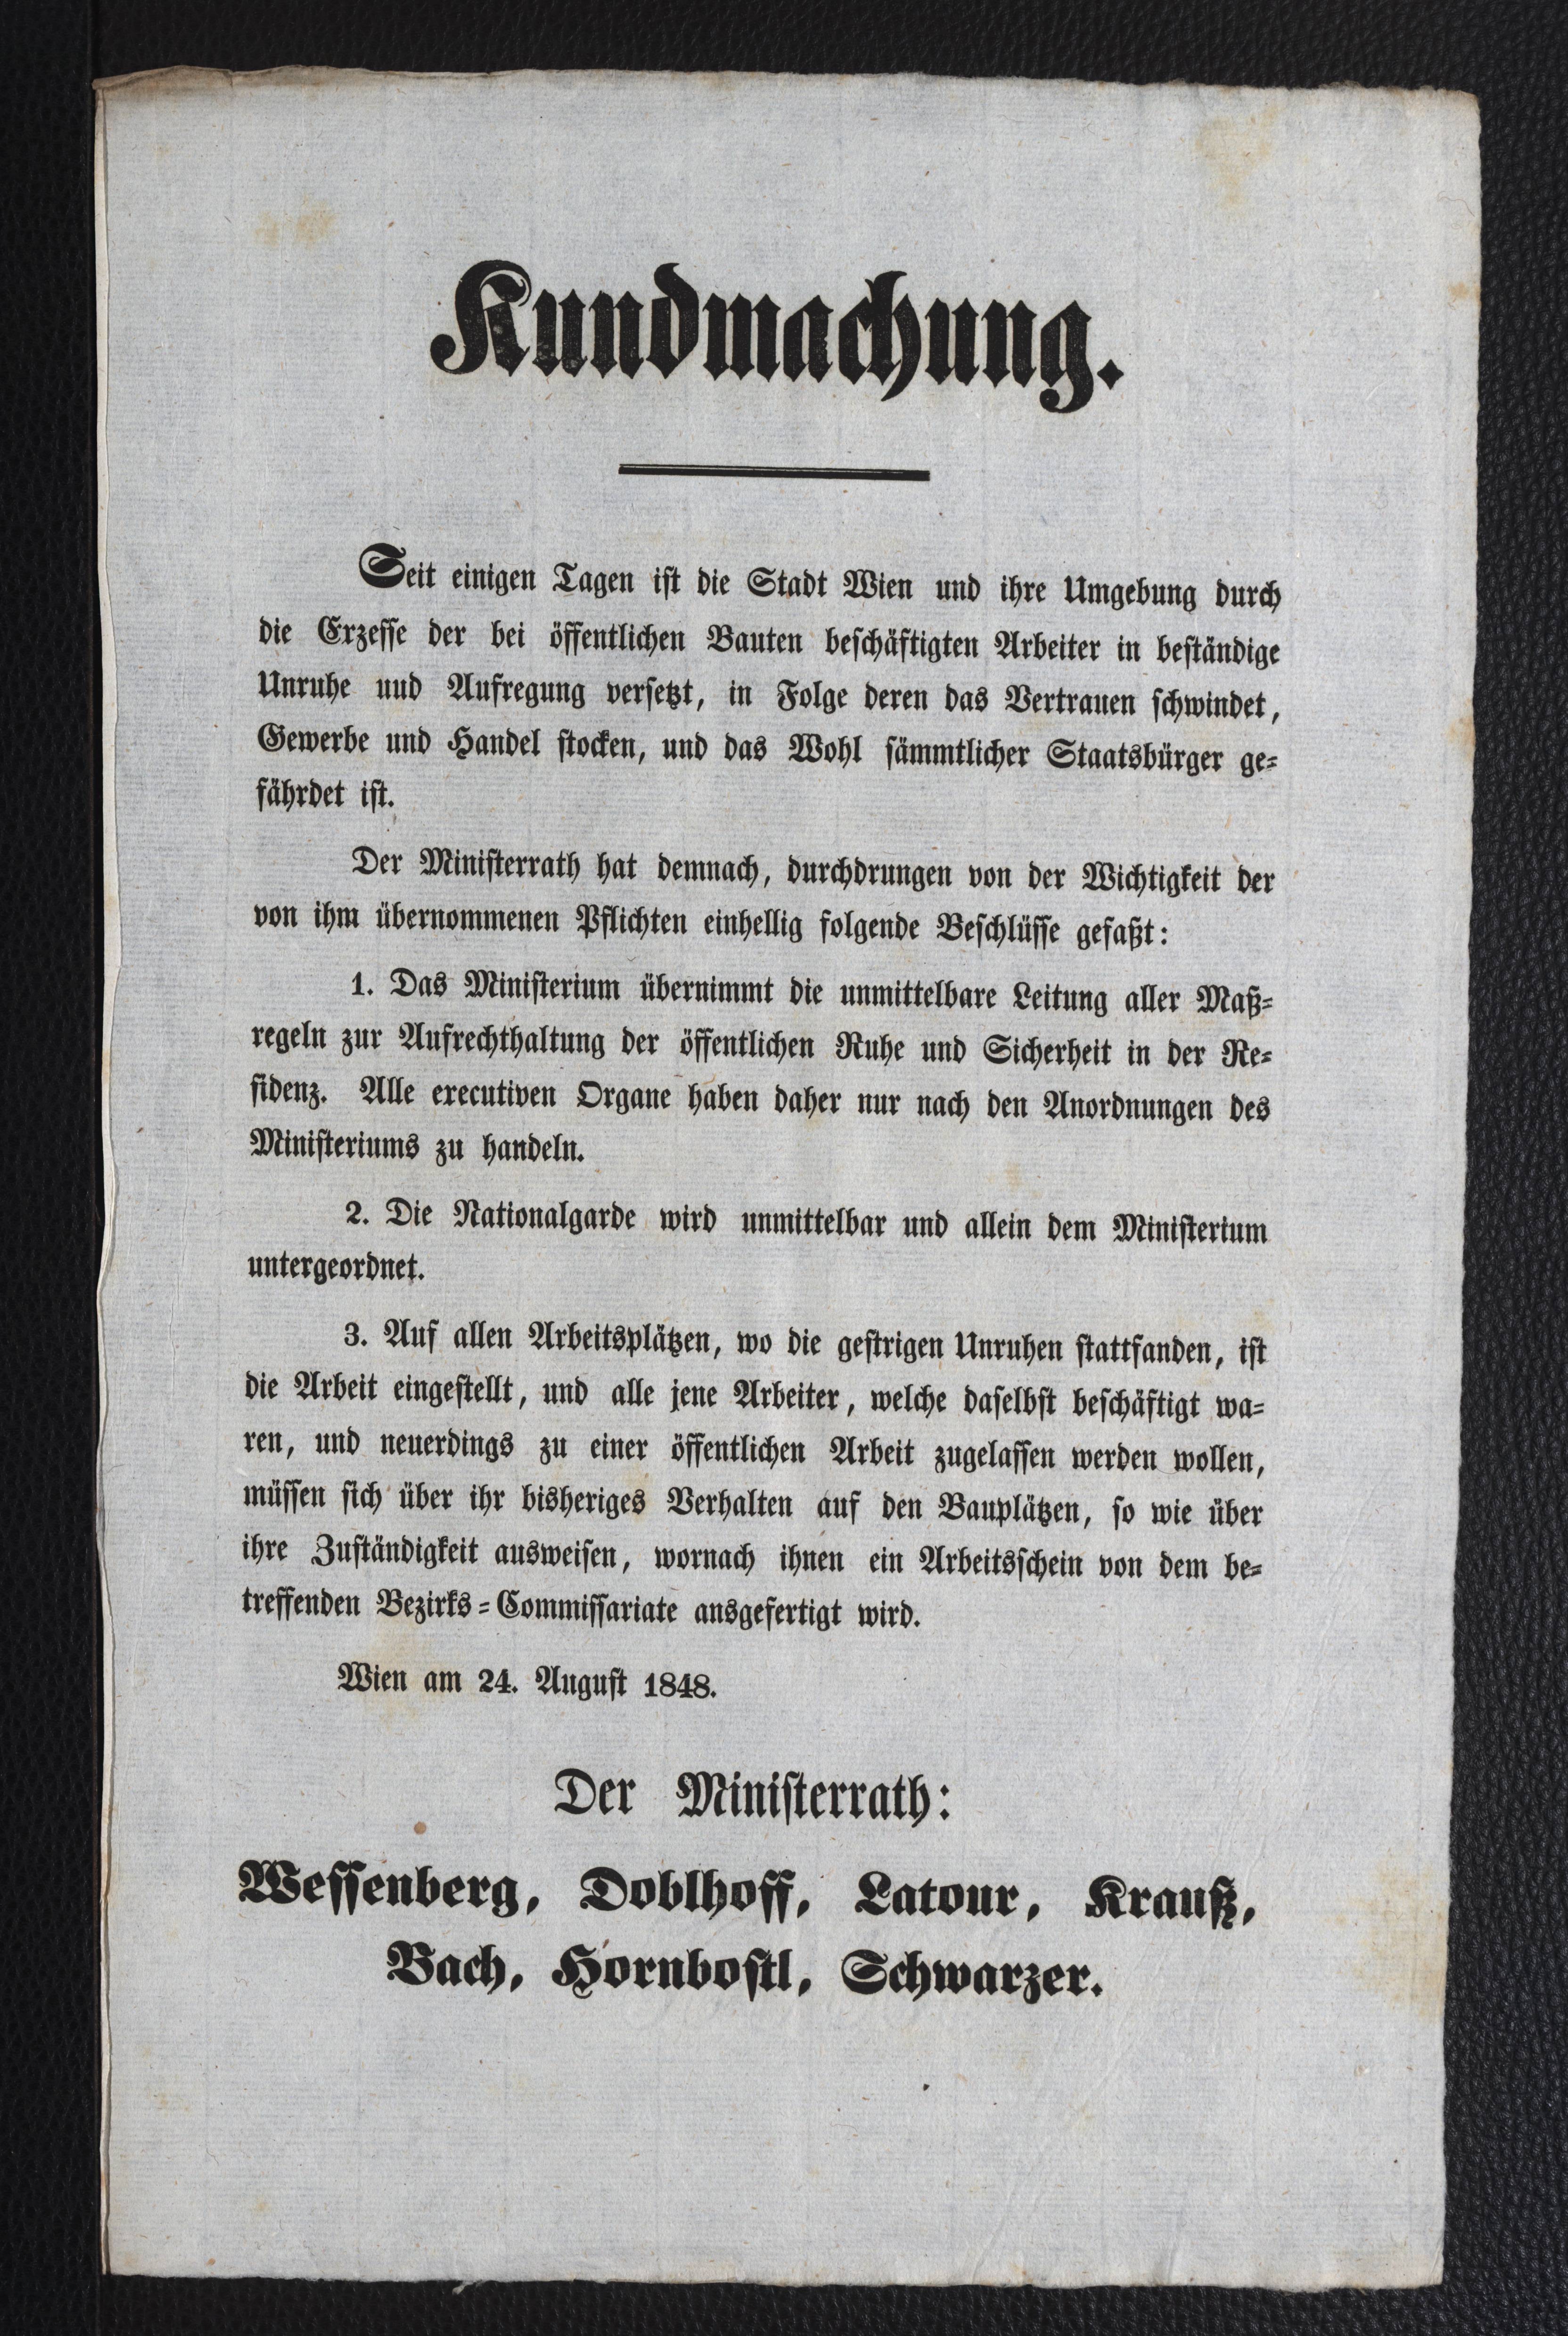 Kundmachung.
Seit einigen Tagen ist die Stadt Wien und ihre Umgebung durch
die Exzesse der bei öffentlichen Bauten beschäftigten Arbeiter in beständige
Unruhe und Aufregung versetzt, in Folge deren das Vertrauen schwindet,
Gewerbe und Handel stocken, und das Wohl sämmtlicher Staatsbürger ge-
fährdet ist.
Der Ministerrath hat demnach, durchdrungen von der Wichtigkeit der
von ihm übernommenen Pflichten einhellig folgende Beschlüsse gefaßt:
1. Das Ministerium übernimmt die unmittelbare Leitung aller Maß-
regeln zur Aufrechthaltung der öffentlichen Ruhe und Sicherheit in der Re-
sidenz. Alle executiven Organe haben daher nur nach den Anordnungen des
Ministeriums zu handeln.
2. Die Nationalgarde wird unmittelbar und allein dem Ministerium
untergeordnet.
3. Auf allen Arbeitsplätzen, wo die gestrigen Unruhen stattfanden, ist
die Arbeit eingestellt, und alle jene Arbeiter, welche daselbst beschäftigt wa-
ren, und neuerdings zu einer öffentlichen Arbeit zugelassen werden wollen,
müssen sich über ihr bisheriges Verhalten auf den Bauplätzen, so wie über
ihre Zuständigkeit ausweisen, wornach ihnen ein Arbeitsschein von dem be-
treffenden Bezirks-Commissariate ausgefertigt wird.
Wien am 24. August 1848.
Der Ministerrath:
Wessenberg, Doblhoff, Latour, Krauß,
Bach, Hornbostl, Schwarzer.